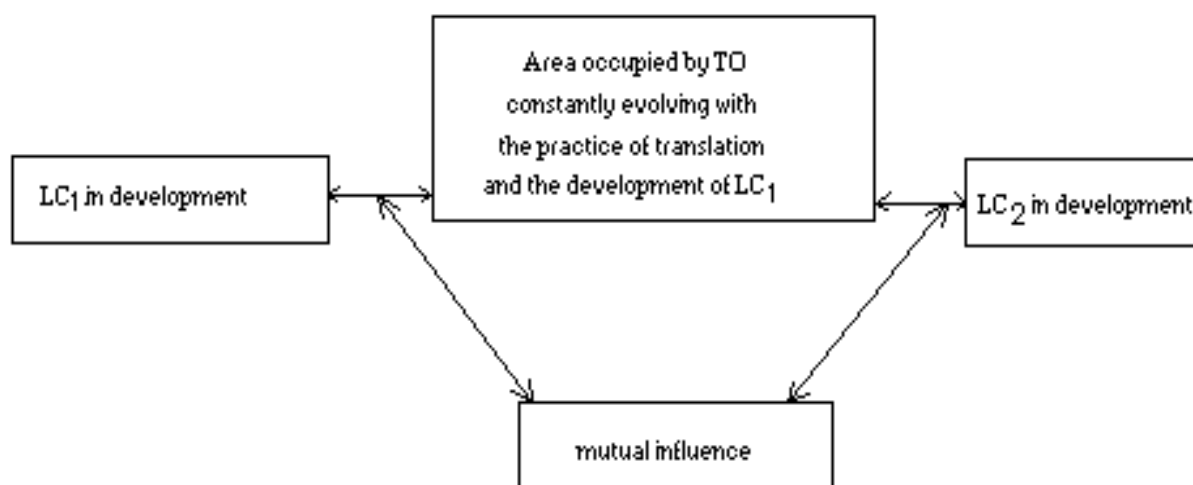 Area occupied by TO
constantly evolving with
the practice of translation
and the development of LC₁
LC₁ in development
LC₂ in development
mutual influence